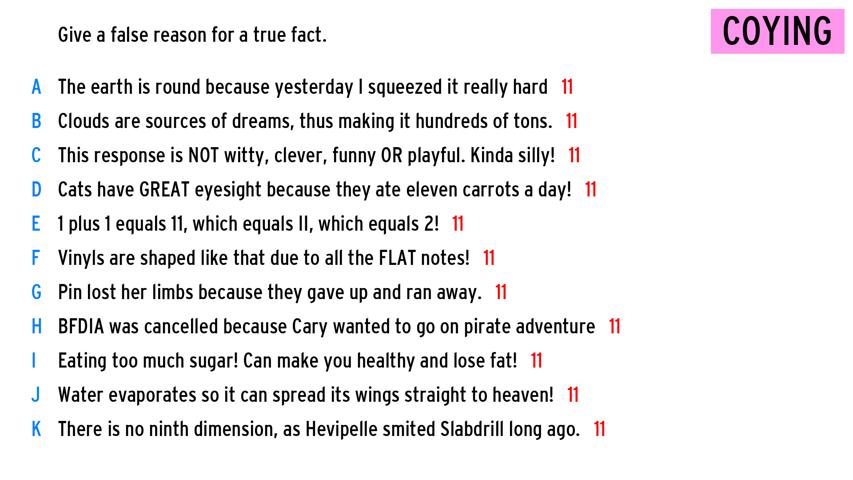 Give a false reason for a true fact.
COYING
A The earth is round because yesterday I squeezed it really hard 11
B Clouds are sources of dreams, thus making it hundreds of tons. 11
C This response is NOT witty, clever, funny OR playful. Kinda silly! 11
D Cats have GREAT eyesight because they ate eleven carrots a day! 11
E 1 plus 1 equals 11, which equals II, which equals 2! 11
F Vinyls are shaped like that due to all the FLAT notes! 11
G Pin lost her limbs because they gave up and ran away. 11
H BFDIA was cancelled because Cary wanted to go on pirate adventure 11
I Eating too much sugar! Can make you healthy and lose fat! 11
J Water evaporates so it can spread its wings straight to heaven! 11
K There is no ninth dimension, as Hevipelle smited Slabdrill long ago. 11